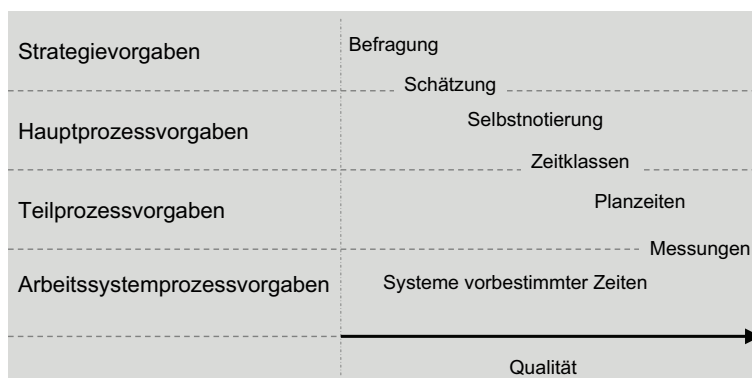 Strategievorgaben
Befragung
Schätzung
Hauptprozessvorgaben
Selbstnotierung
Zeitklassen
Teilprozessvorgaben
Planzeiten
Messungen
Arbeitssystemprozessvorgaben
Systeme vorbestimmter Zeiten
Qualität